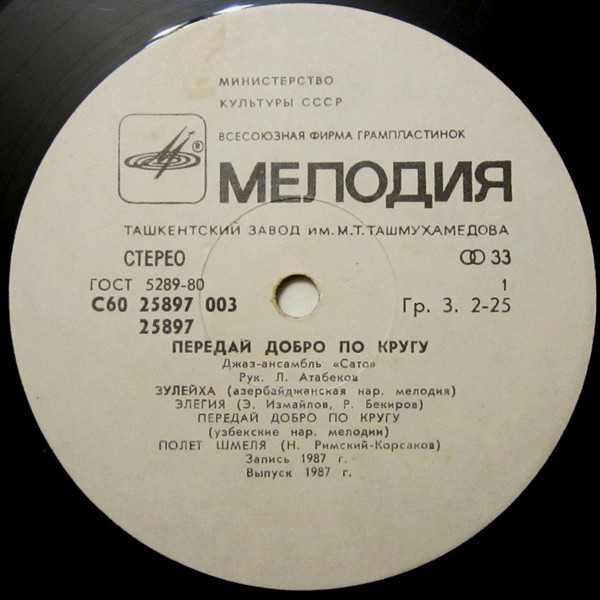 МИНИСТЕРСТВО
КУЛЬТУРЫ СССР
ВСЕСОЮЗНАЯ ФИРМА ГРАМПЛАСТИНОК
®
МЕЛОДИЯ
ТАШКЕНТСКИЙ ЗАВОД им. М.Т.ТАШМУХАМЕДОВА
СТЕРЕО 33
ГОСТ 5289-80 1
С60 25897 003 Гр. 3. 2-25
25897
ПЕРЕДАЙ ДОБРО ПО КРУГУ
Джаз-ансамбль «Сато»
Рук. Л. Атабеков
ЗУЛЕЙХА (азербайджанская нар. мелодия)
ЭЛЕГИЯ (Э. Измайлов, Р. Бекиров)
ПЕРЕДАЙ ДОБРО ПО КРУГУ
(узбекские нар. мелодии)
ПОЛЕТ ШМЕЛЯ (Н. Римский-Корсаков)
Запись 1987 г.
Выпуск 1987 г.